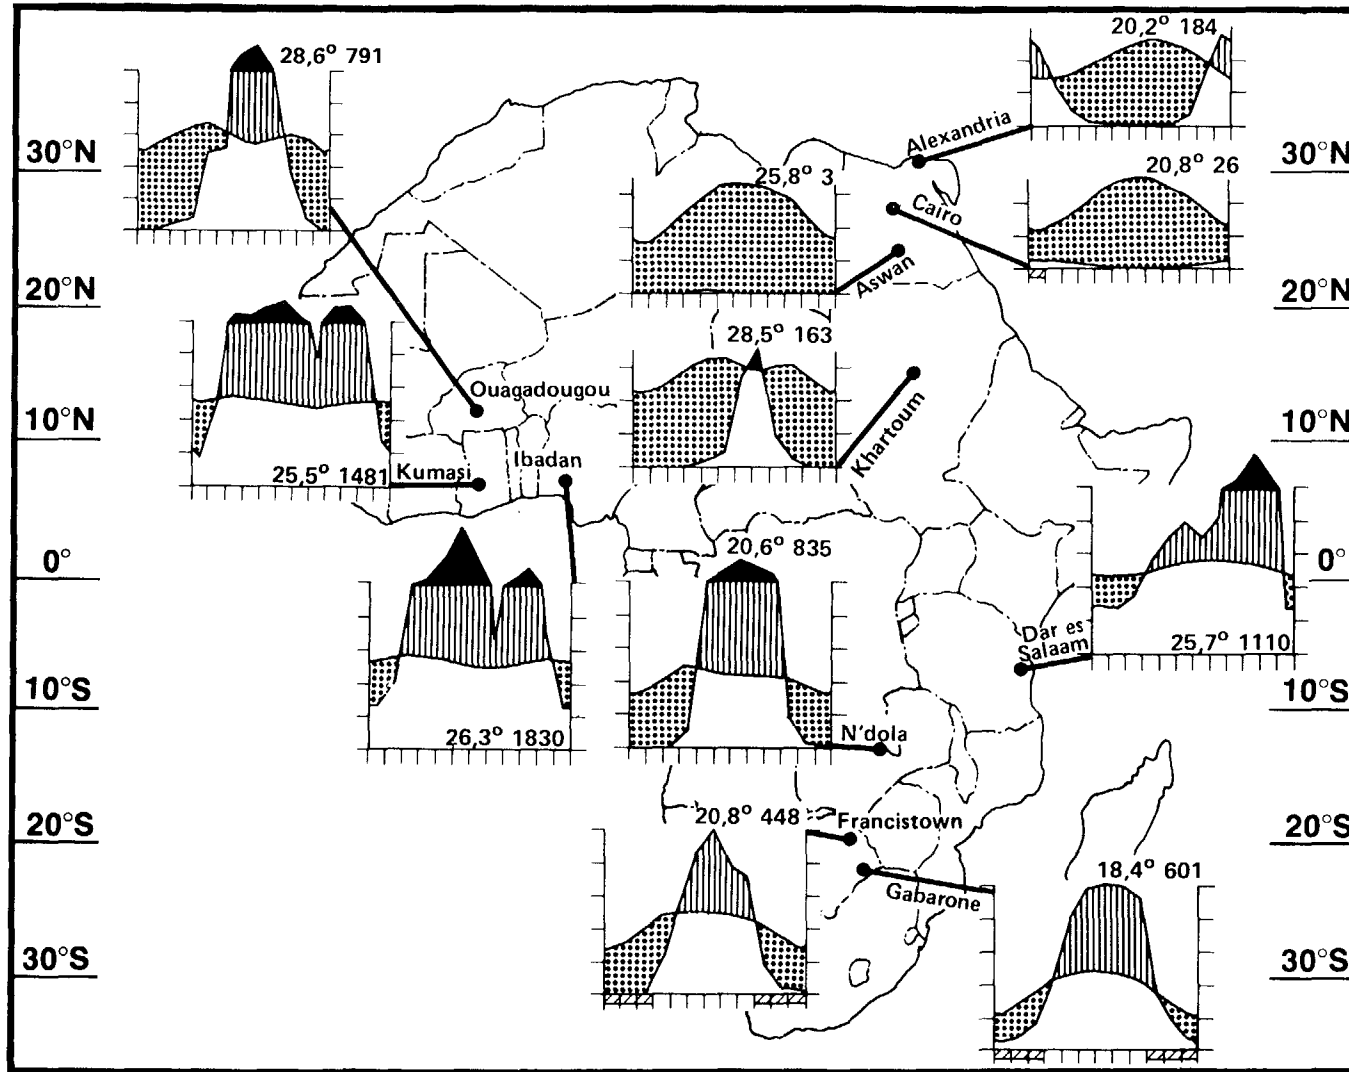 20,2° 184
28,6° 791
Alexandria
30°N
30°N
25,8° 3
20,8° 26
Cairo
Aswan
20°N
20°N
28,5° 163
Ouagadougou
10°N
10°N
Khartoum
Ibadan
25,5° 1481
Kumasi
0°
0°
20,6° 835
Dar es
Salaam
25,7° 1110
10°S
10°S
26,3° 1830
N'dola
20°S
20°S
20,8° 448
Francistown
18,4° 601
Gabarone
30°S
30°S